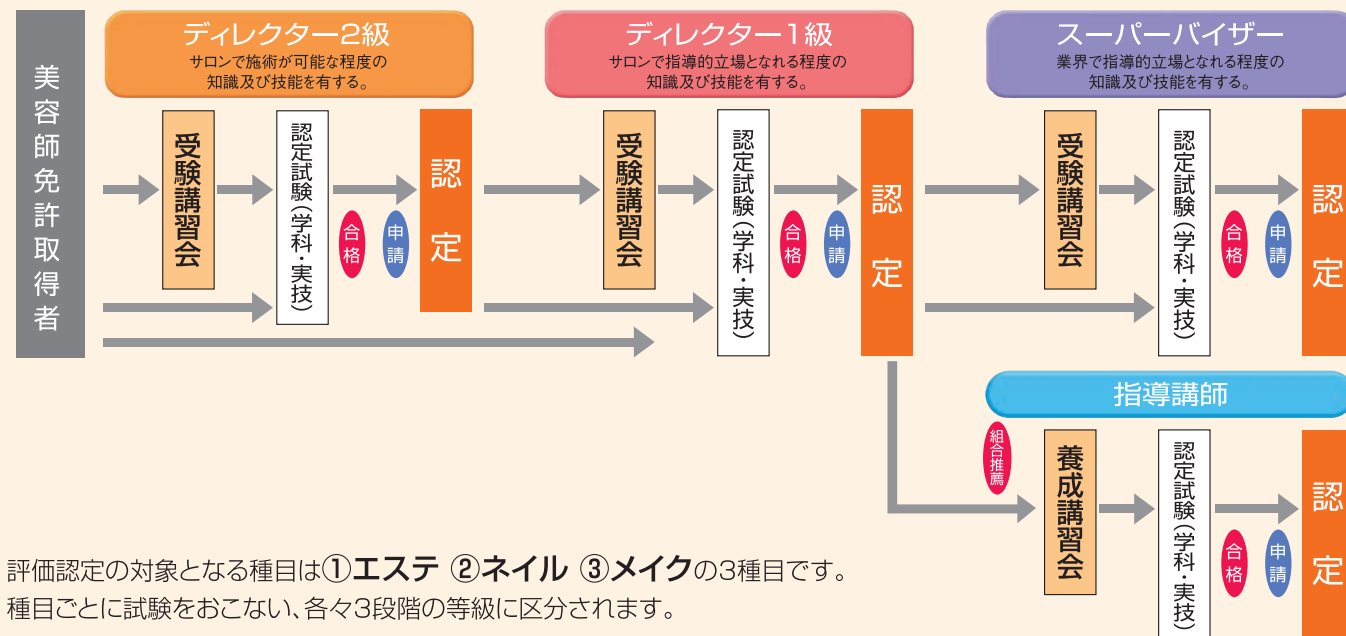 美容師免許取得者
ディレクター2級
サロンで施術が可能な程度の
知識及び技能を有する。
受験講習会
認定試験(学科・実技)
合格
申請
認定
ディレクター1級
サロンで指導的立場となれる程度の
知識及び技能を有する。
受験講習会
認定試験(学科・実技)
合格
申請
認定
スーパーバイザー
業界で指導的立場となれる程度の
知識及び技能を有する。
受験講習会
認定試験(学科・実技)
合格
申請
認定
指導講師
組合推薦
養成講習会
認定試験(学科・実技)
合格
申請
認定
評価認定の対象となる種目は①エステ ②ネイル ③メイクの3種目です。
種目ごとに試験をおこない、各々3段階の等級に区分されます。